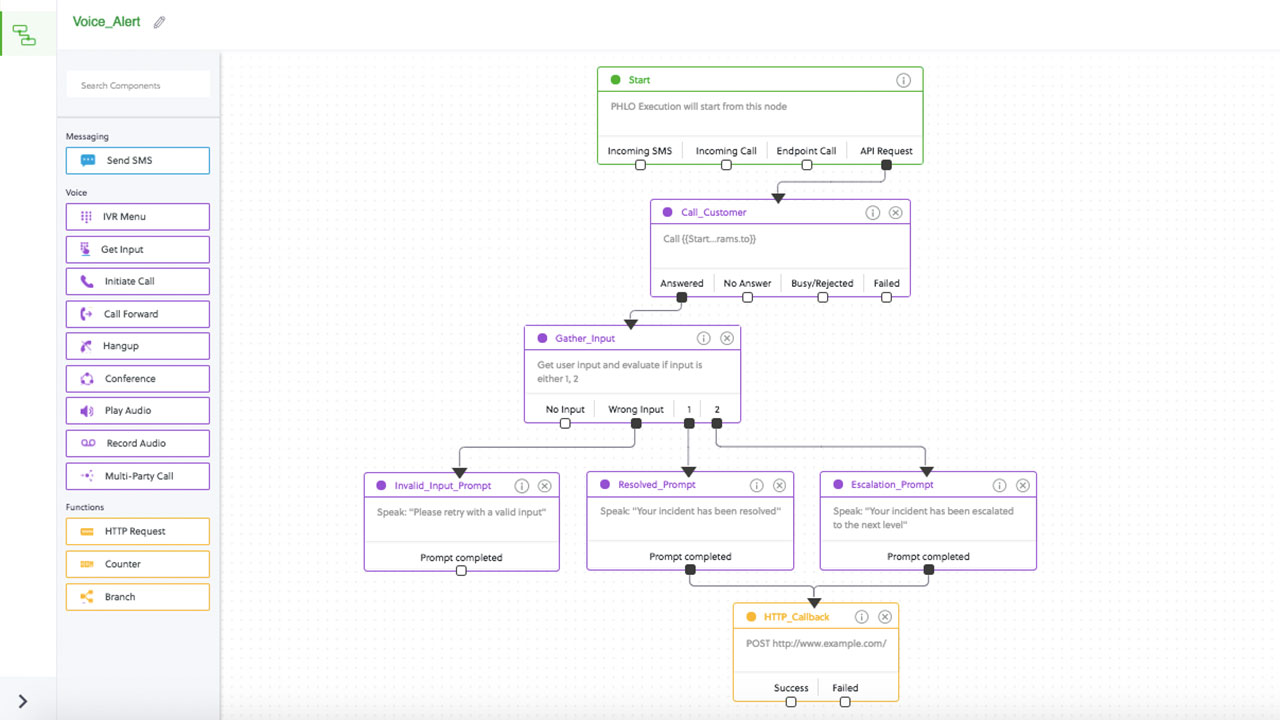 Voice_Alert
Search Components
Messaging
Send SMS
Voice
IVR Menu
Get Input
Initiate Call
Call Forward
Hangup
Conference
Play Audio
Record Audio
Multi-Party Call
Functions
HTTP Request
Counter
Branch
Start
PHLO Execution will start from this node
Incoming SMS
Incoming Call
Endpoint Call
API Request
Call_Customer
Call {{Start...rams.to}}
Answered
No Answer
Busy/Rejected
Failed
Gather_Input
Get user input and evaluate if input is
either 1, 2
No Input
Wrong Input
1
2
Invalid_Input_Prompt
Speak: "Please retry with a valid input"
Prompt completed
Resolved_Prompt
Speak: "Your incident has been resolved"
Prompt completed
Escalation_Prompt
Speak: "Your incident has been escalated
to the next level"
Prompt completed
HTTP_Callback
POST http://www.example.com/
Success
Failed